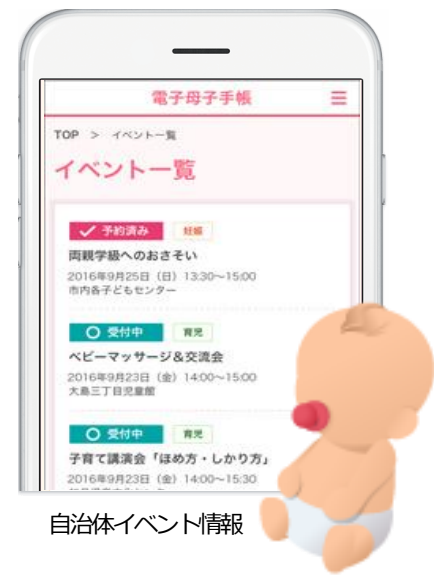 電子母子手帳
TOP > イベント一覧
イベント一覧
予約済み 妊娠
両親学級へのおさそい
2016年9月25日（日）13:30～15:00
市内各子どもセンター
受付中 育児
ベビーマッサージ＆交流会
2016年9月23日（金）14:00～15:00
大島三丁目児童館
受付中 育児
子育て講演会「ほめ方・しかり方」
2016年9月23日（金）14:00～15:30
自治体イベント情報